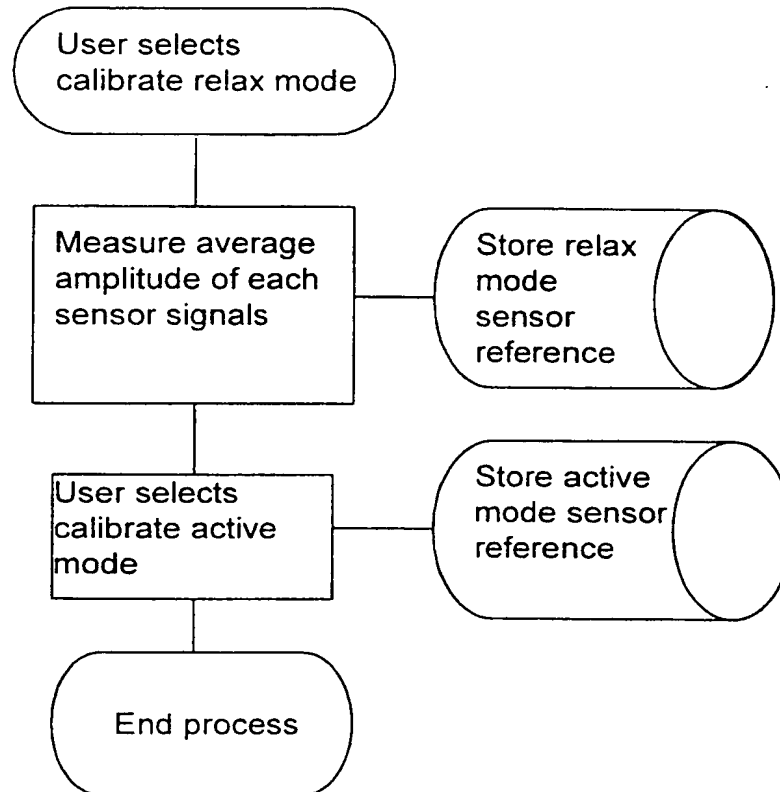 User selects
calibrate relax mode
Measure average
amplitude of each
sensor signals
Store relax
mode
sensor
reference
User selects
calibrate active
mode
Store active
mode sensor
reference
End process